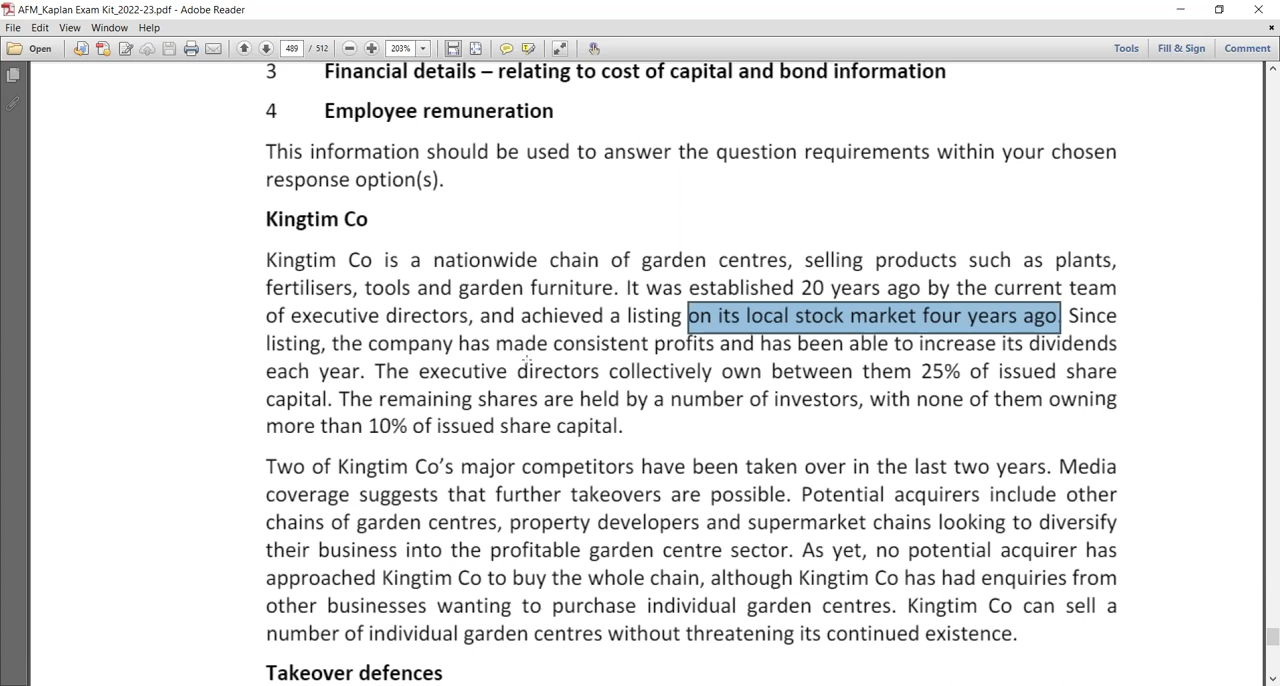 AFM_Kaplan Exam Kit_2022-23.pdf - Adobe Reader
File Edit View Window Help
Open 489 / 512 203% Tools Fill & Sign Comment
3 Financial details – relating to cost of capital and bond information
4 Employee remuneration
This information should be used to answer the question requirements within your chosen
response option(s).
Kingtim Co
Kingtim Co is a nationwide chain of garden centres, selling products such as plants,
fertilisers, tools and garden furniture. It was established 20 years ago by the current team
of executive directors, and achieved a listing on its local stock market four years ago. Since
listing, the company has made consistent profits and has been able to increase its dividends
each year. The executive directors collectively own between them 25% of issued share
capital. The remaining shares are held by a number of investors, with none of them owning
more than 10% of issued share capital.
Two of Kingtim Co’s major competitors have been taken over in the last two years. Media
coverage suggests that further takeovers are possible. Potential acquirers include other
chains of garden centres, property developers and supermarket chains looking to diversify
their business into the profitable garden centre sector. As yet, no potential acquirer has
approached Kingtim Co to buy the whole chain, although Kingtim Co has had enquiries from
other businesses wanting to purchase individual garden centres. Kingtim Co can sell a
number of individual garden centres without threatening its continued existence.
Takeover defences